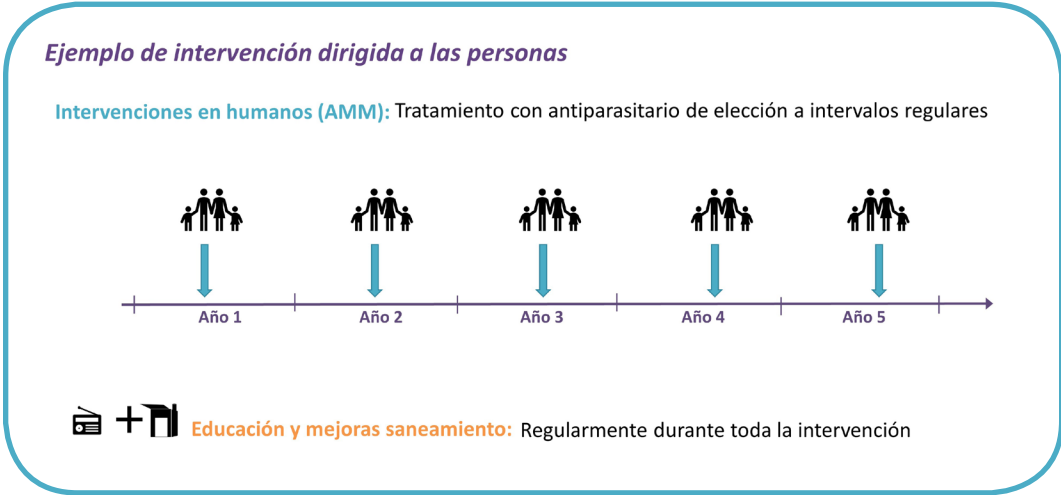 Ejemplo de intervención dirigida a las personas
Intervenciones en humanos (AMM): Tratamiento con antiparasitario de elección a intervalos regulares
Año 1 Año 2 Año 3 Año 4 Año 5
Educación y mejoras saneamiento: Regularmente durante toda la intervención